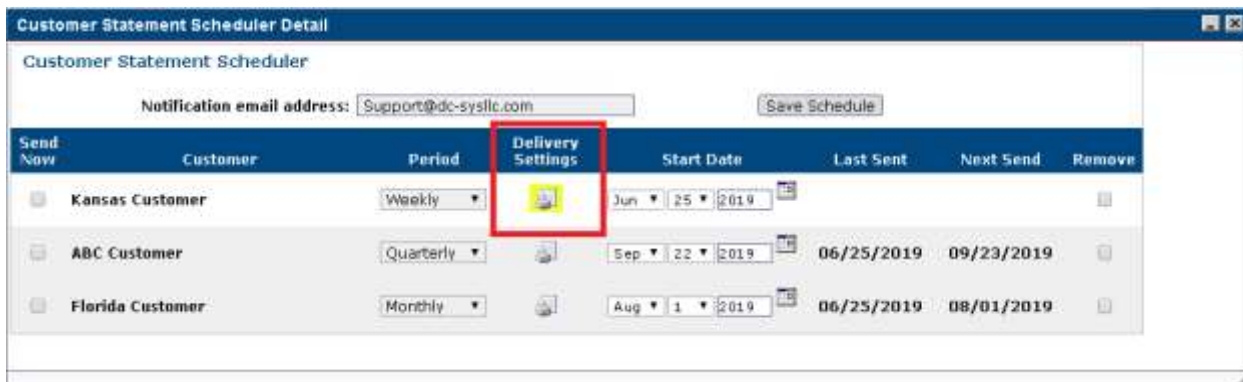 Customer Statement Scheduler Detail
Customer Statement Scheduler
Notification email address: Support@dc-sysllc.com Save Schedule
Send Now Customer Period Delivery Settings Start Date Last Sent Next Send Remove
Kansas Customer Weekly Jun 25 2019
ABC Customer Quarterly Sep 22 2019 06/25/2019 09/23/2019
Florida Customer Monthly Aug 1 2019 06/25/2019 08/01/2019